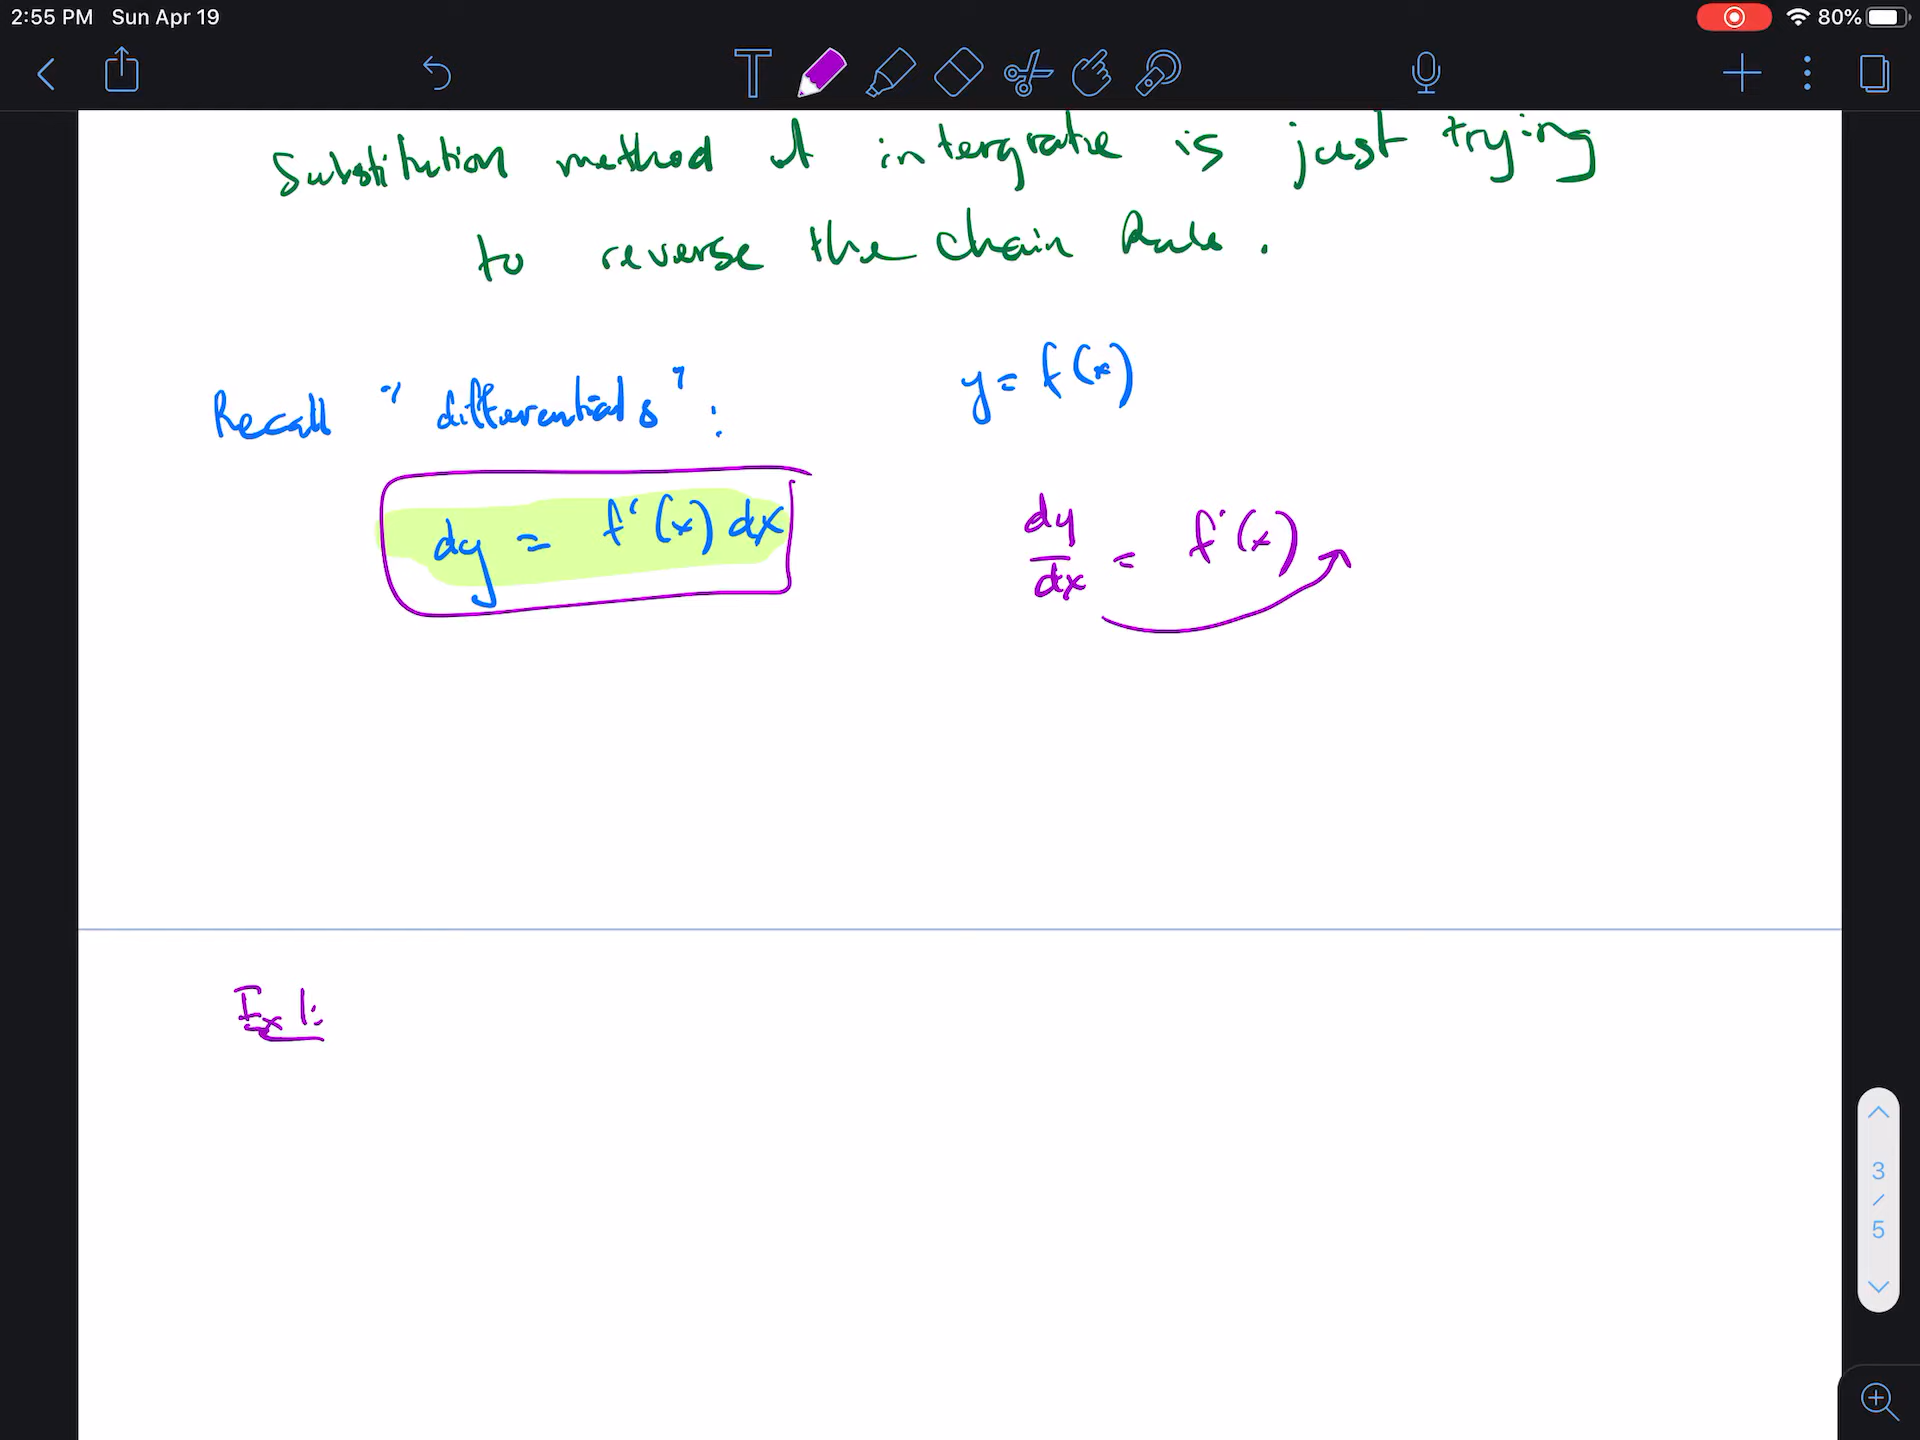 2:55 PM Sun Apr 19
80%
T
Substitution method of intergratie is just trying
to reverse the chain Rule.
Recall "differentials": y = f(x)
dy = f'(x) dx
dy/dx = f'(x)
Ex 1:
3
/
5